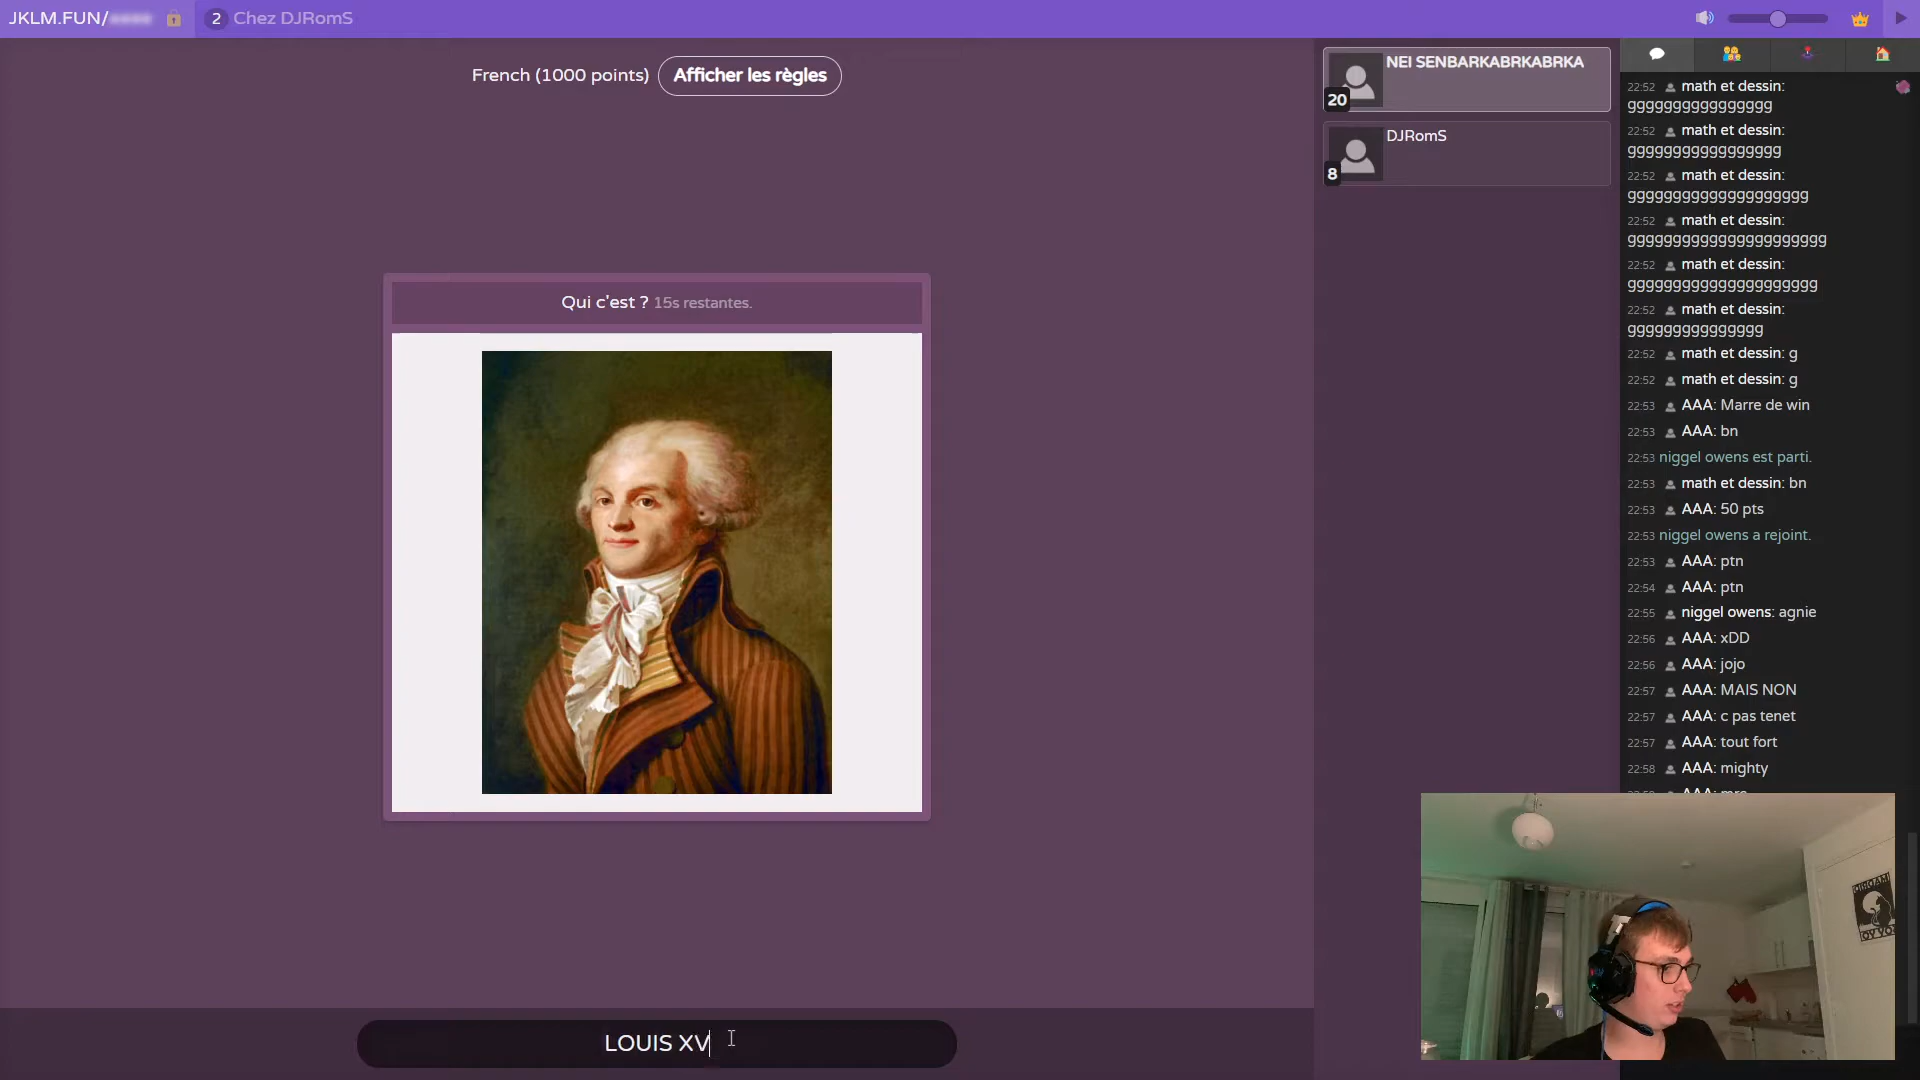 JKLM.FUN/
2 Chez DJRomS
French (1000 points) Afficher les règles
Qui c'est ? 15s restantes.
LOUIS XV
NEI SENBARKABRKABRKA
20
DJRomS
8
22:52 math et dessin:
gggggggggggggggg
22:52 math et dessin:
ggggggggggggggggg
22:52 math et dessin:
gggggggggggggggggggg
22:52 math et dessin:
gggggggggggggggggggggg
22:52 math et dessin:
ggggggggggggggggggggg
22:52 math et dessin:
ggggggggggggggg
22:52 math et dessin: g
22:52 math et dessin: g
22:53 AAA: Marre de win
22:53 AAA: bn
22:53 niggel owens est parti.
22:53 math et dessin: bn
22:53 AAA: 50 pts
22:53 niggel owens a rejoint.
22:53 AAA: ptn
22:54 AAA: ptn
22:55 niggel owens: agnie
22:56 AAA: xDD
22:56 AAA: jojo
22:57 AAA: MAIS NON
22:57 AAA: c pas tenet
22:57 AAA: tout fort
22:58 AAA: mighty